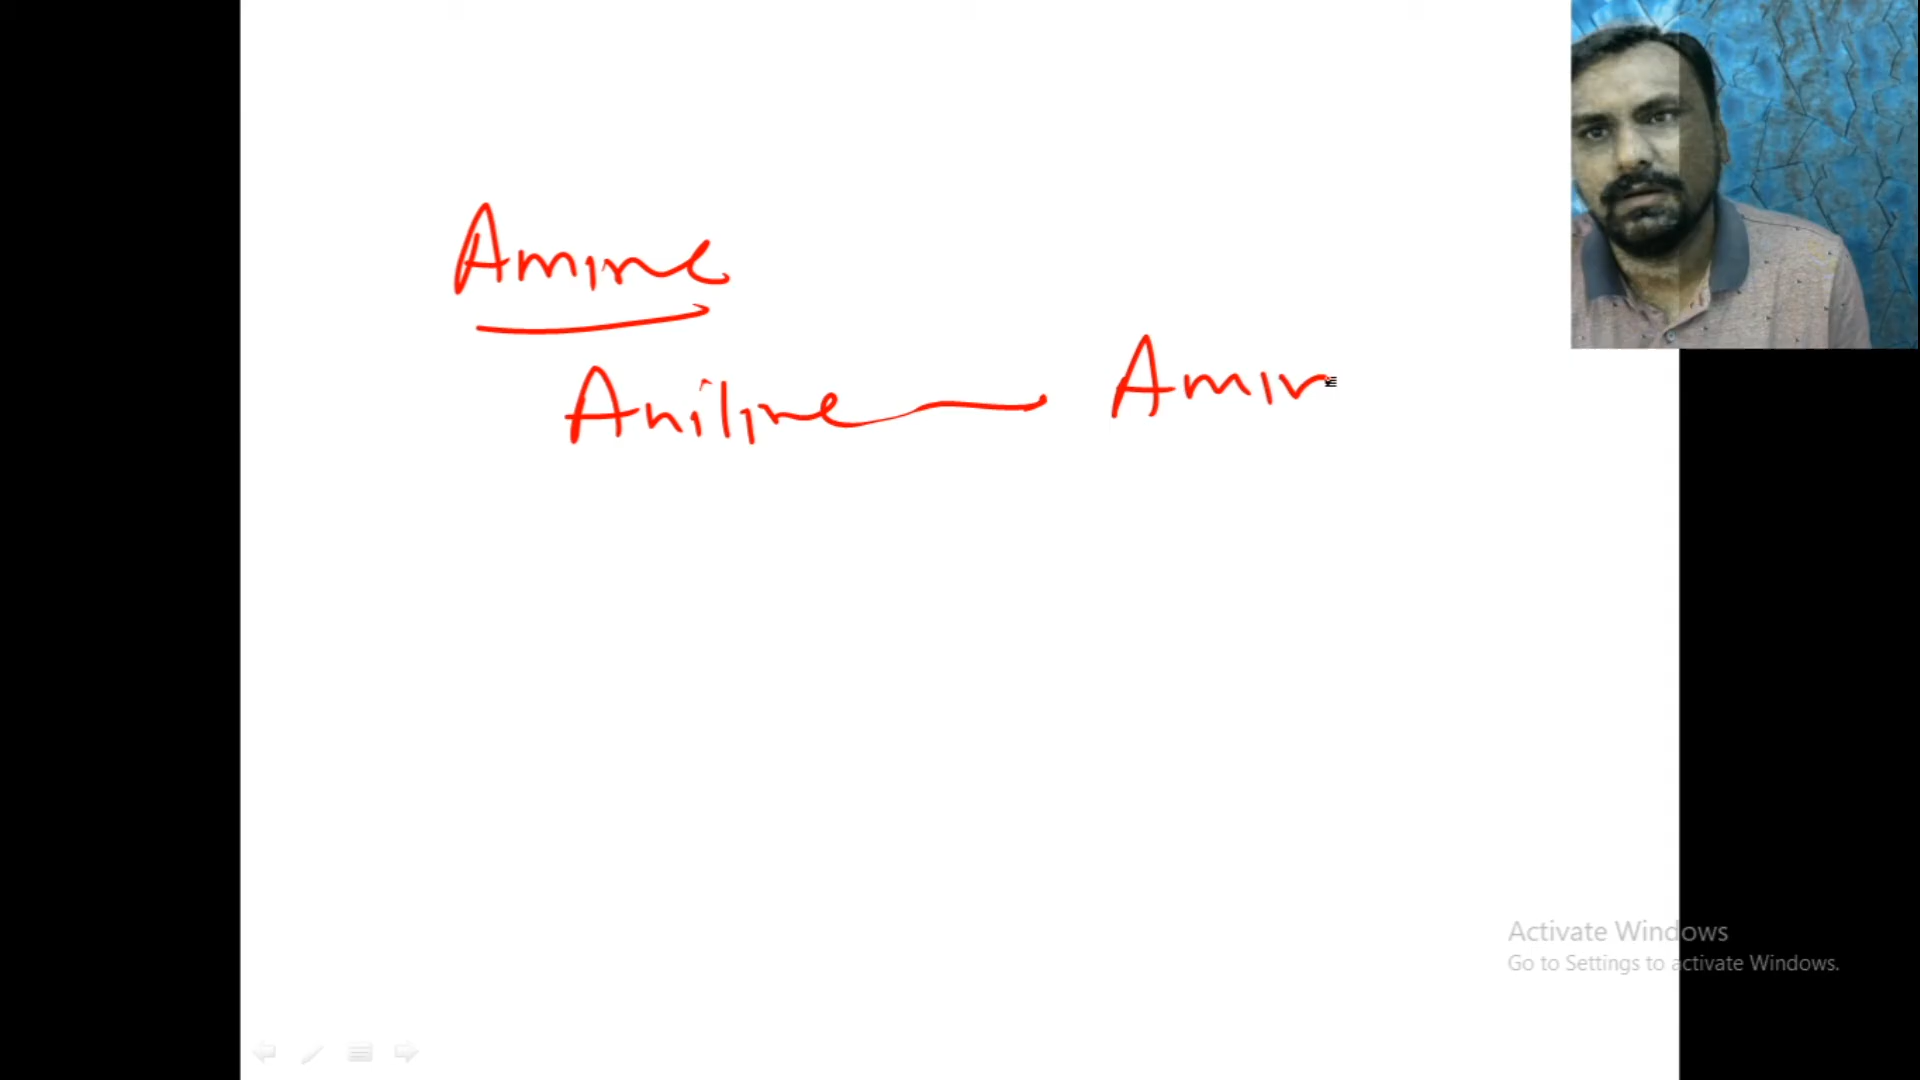 Amine
Aniline — Amin
Activate Windows
Go to Settings to activate Windows.